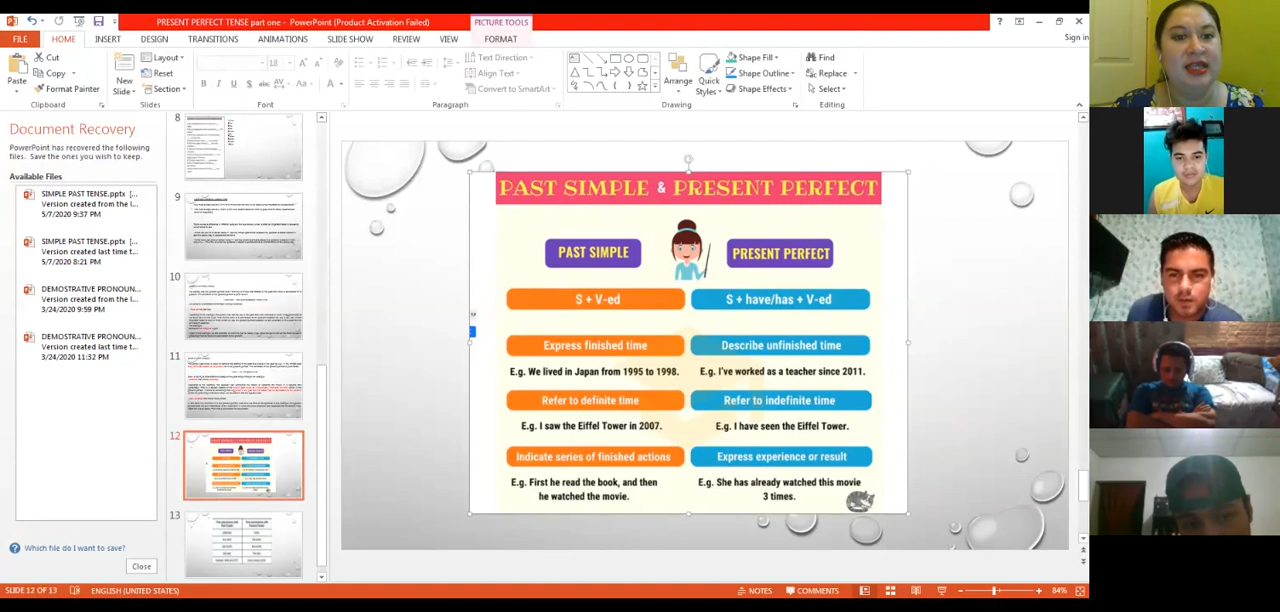 PRESENT PERFECT TENSE part one - PowerPoint (Product Activation Failed)
PICTURE TOOLS
FILE
HOME
INSERT
DESIGN
TRANSITIONS
ANIMATIONS
SLIDE SHOW
REVIEW
VIEW
FORMAT
Sign in
Paste
Cut
Copy
Format Painter
Clipboard
New
Slide
Layout
Reset
Section
Slides
18
Font
Text Direction
Align Text
Convert to SmartArt
Paragraph
Arrange
Quick
Styles
Shape Fill
Shape Outline
Shape Effects
Drawing
Find
Replace
Select
Editing
Document Recovery
PowerPoint has recovered the following
files. Save the ones you wish to keep.
Available Files
SIMPLE PAST TENSE.pptx [...
Version created from the l...
5/7/2020 9:37 PM
SIMPLE PAST TENSE.pptx [...
Version created last time t...
5/7/2020 8:21 PM
DEMOSTRATIVE PRONOUN...
Version created from the l...
3/24/2020 9:59 PM
DEMOSTRATIVE PRONOU...
Version created last time t...
3/24/2020 11:32 PM
Which file do I want to save?
Close
8
9
10
11
12
13
PAST SIMPLE & PRESENT PERFECT
PAST SIMPLE
PRESENT PERFECT
S + V-ed
S + have/has + V-ed
Express finished time
Describe unfinished time
E.g. We lived in Japan from 1995 to 1998.
E.g. I've worked as a teacher since 2011.
Refer to definite time
Refer to indefinite time
E.g. I saw the Eiffel Tower in 2007.
E.g. I have seen the Eiffel Tower.
Indicate series of finished actions
Express experience or result
E.g. First he read the book, and then
he watched the movie.
E.g. She has already watched this movie
3 times.
SLIDE 12 OF 13
ENGLISH (UNITED STATES)
NOTES
COMMENTS
84%